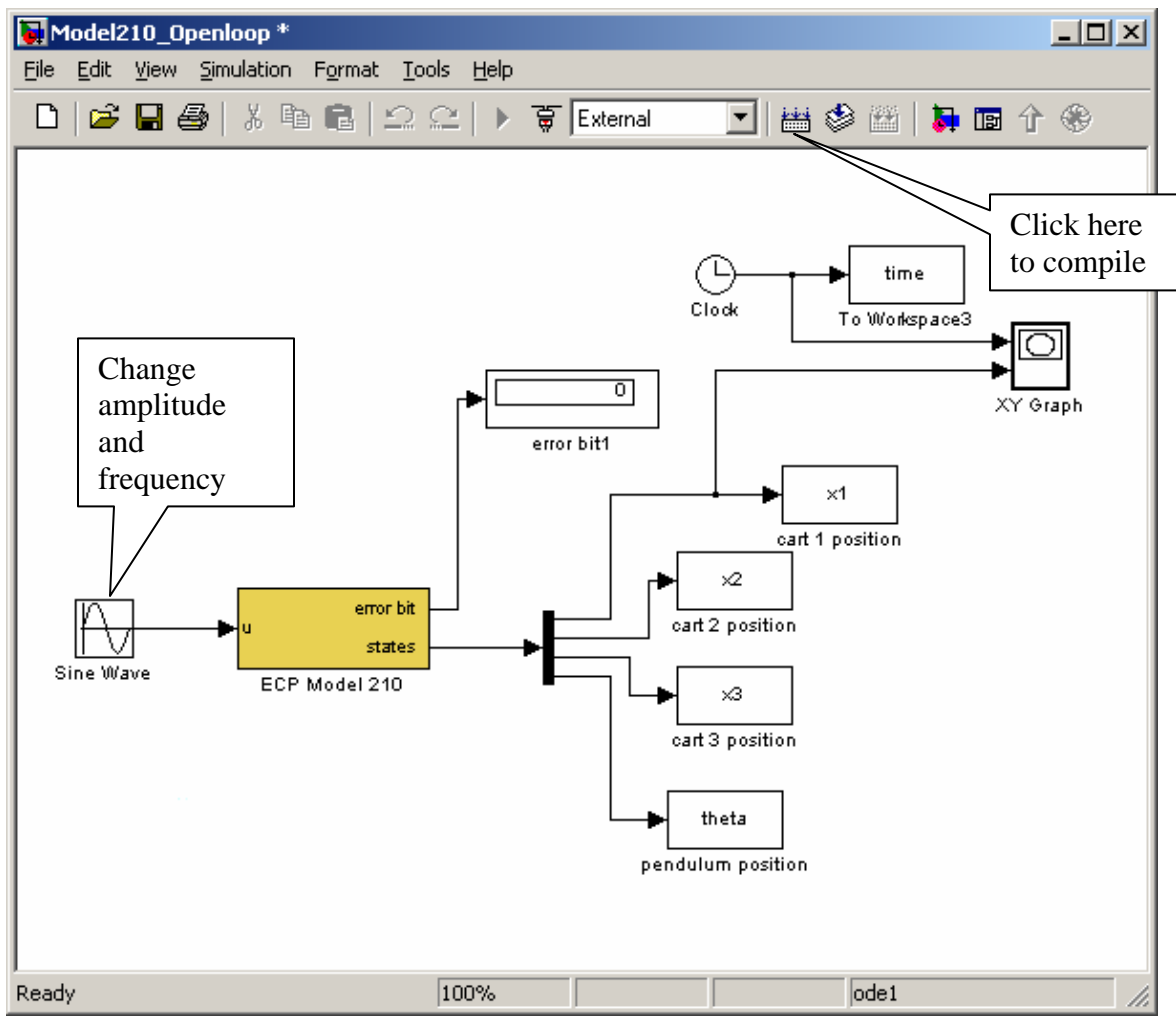 Model210_Openloop *
File Edit View Simulation Format Tools Help
External
Click here
to compile
time
Clock
To Workspace3
XY Graph
Change
amplitude
and
frequency
0
error bit1
x1
cart 1 position
x2
cart 2 position
error bit
u
states
Sine Wave
ECP Model 210
x3
cart 3 position
theta
pendulum position
Ready 100% ode1